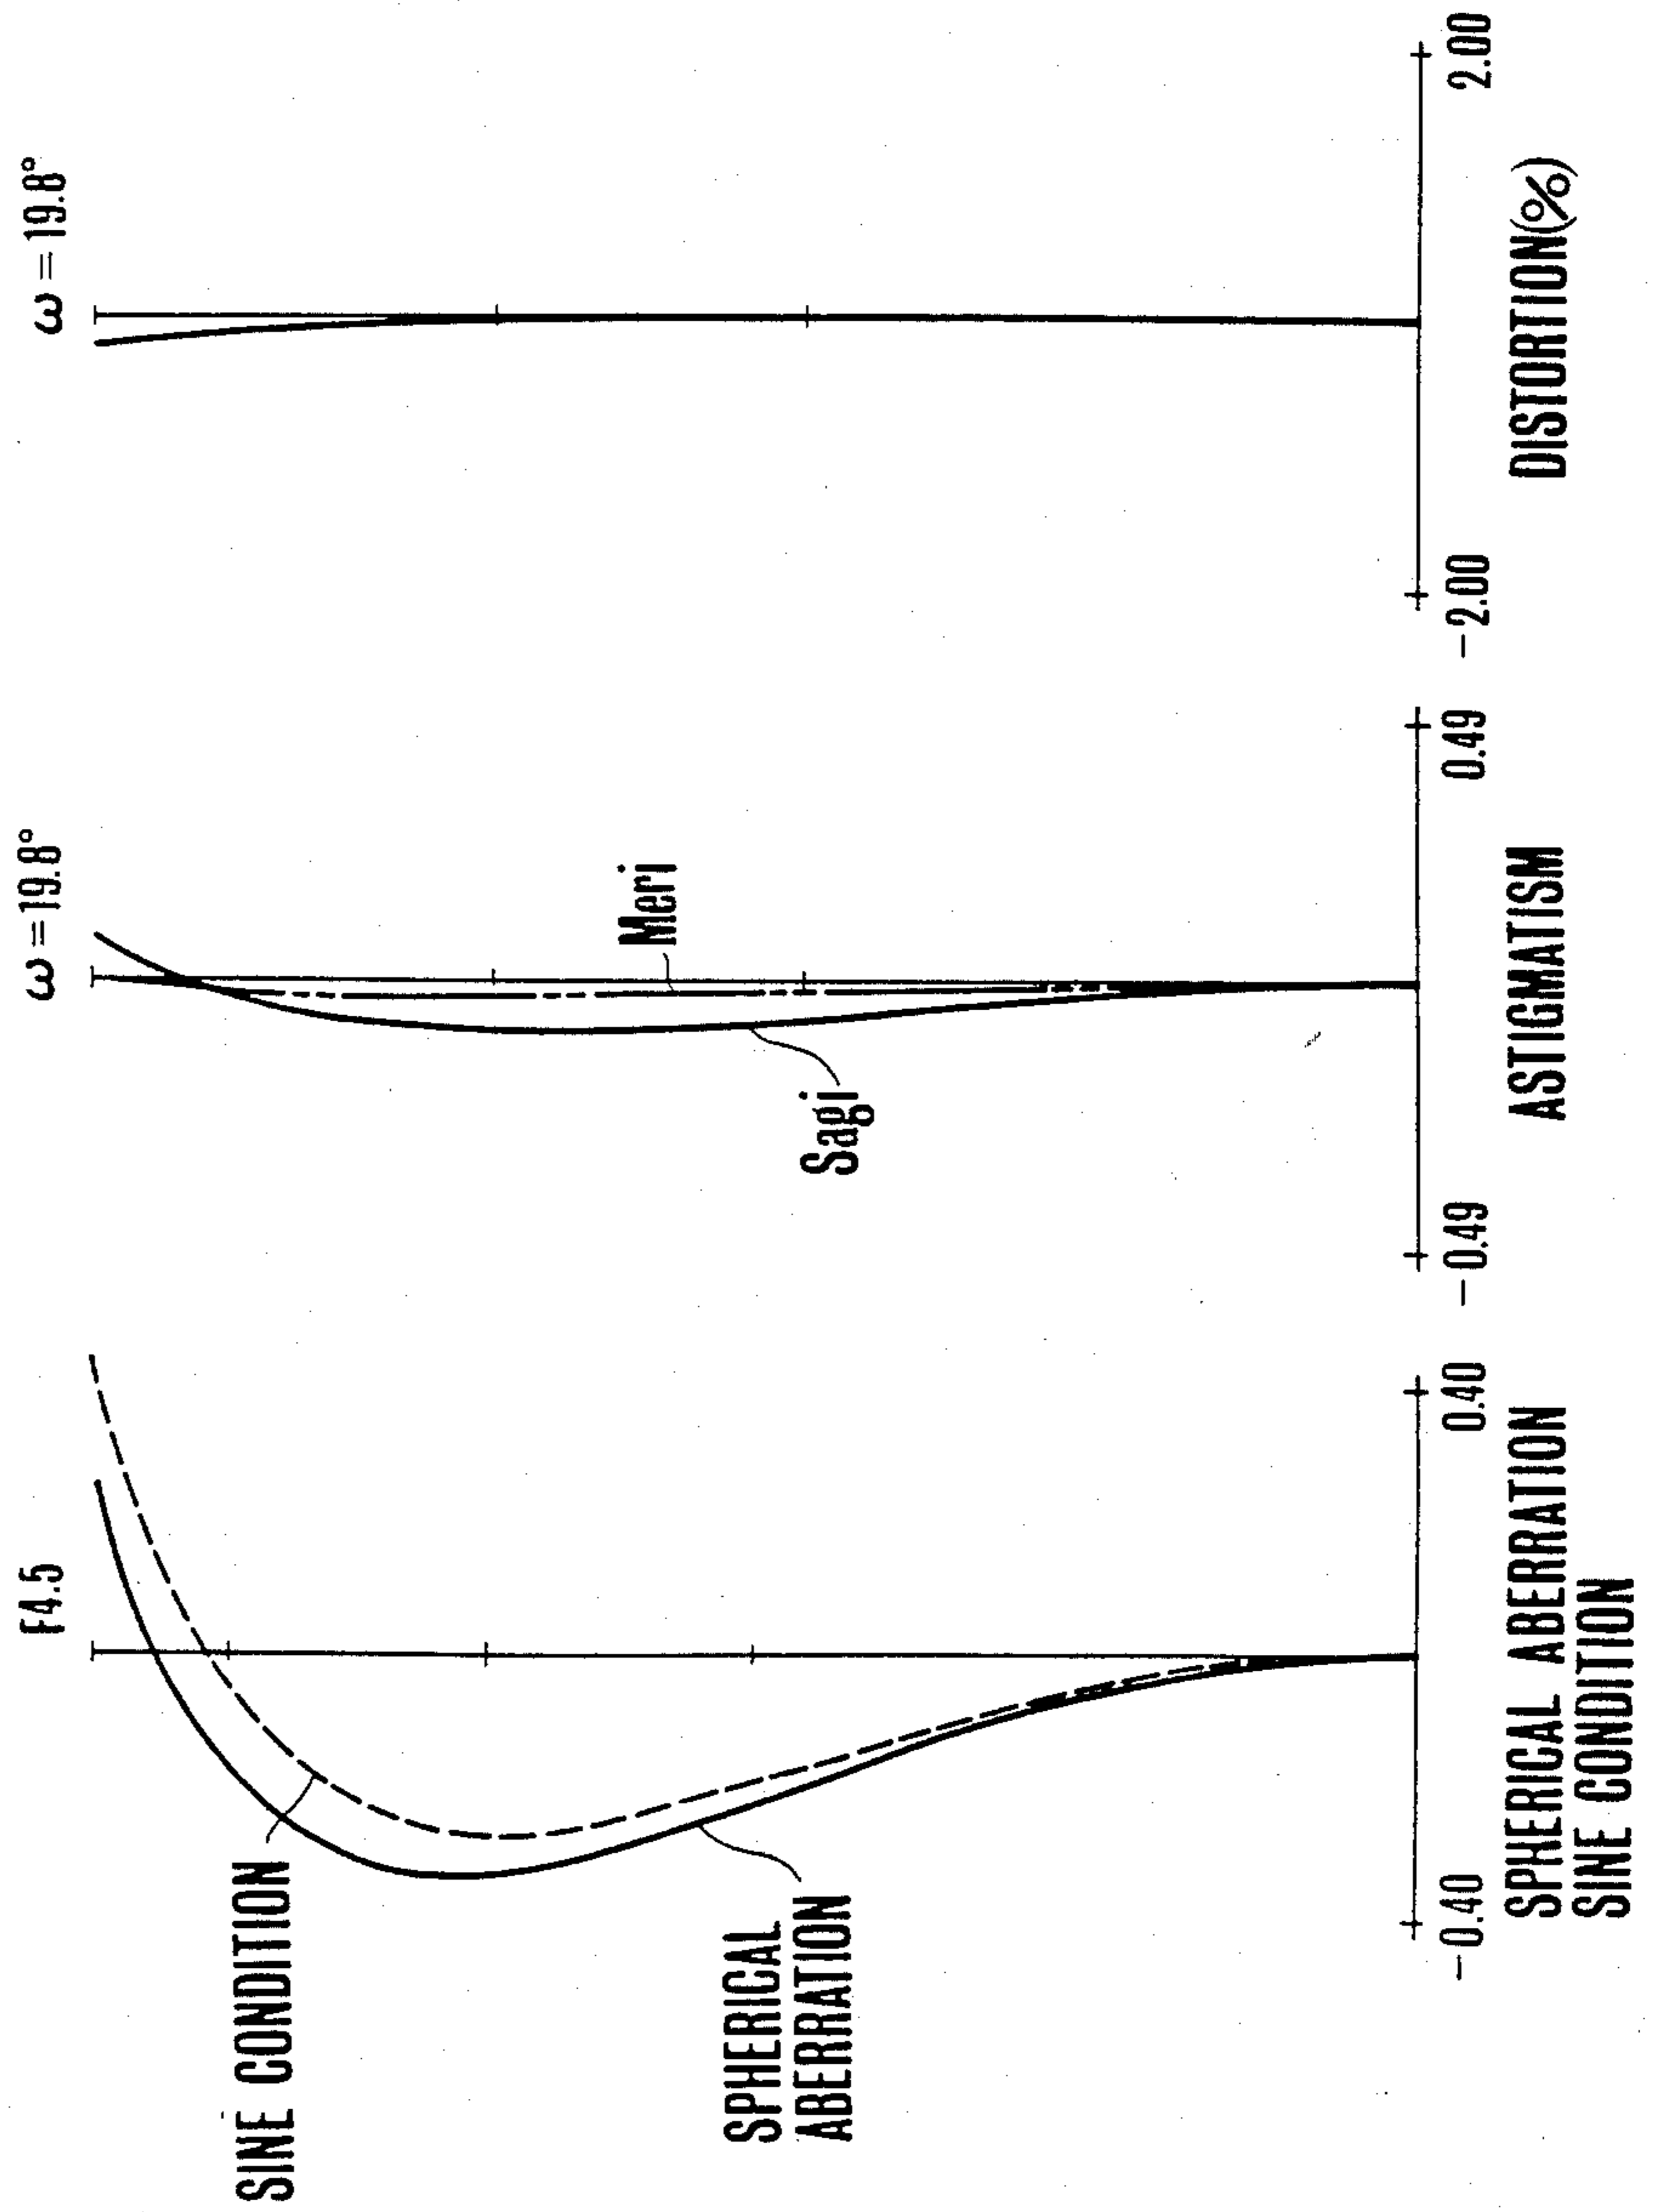 F4.5
SINE CONDITION
SPHERICAL
ABERRATION
−0.40
0.40
SPHERICAL ABERRATION
SINE CONDITION
ω=19.8°
Sagi
Meri
−0.49
0.49
ASTIGMATISM
ω=19.8°
−2.00
2.00
DISTORTION(%)